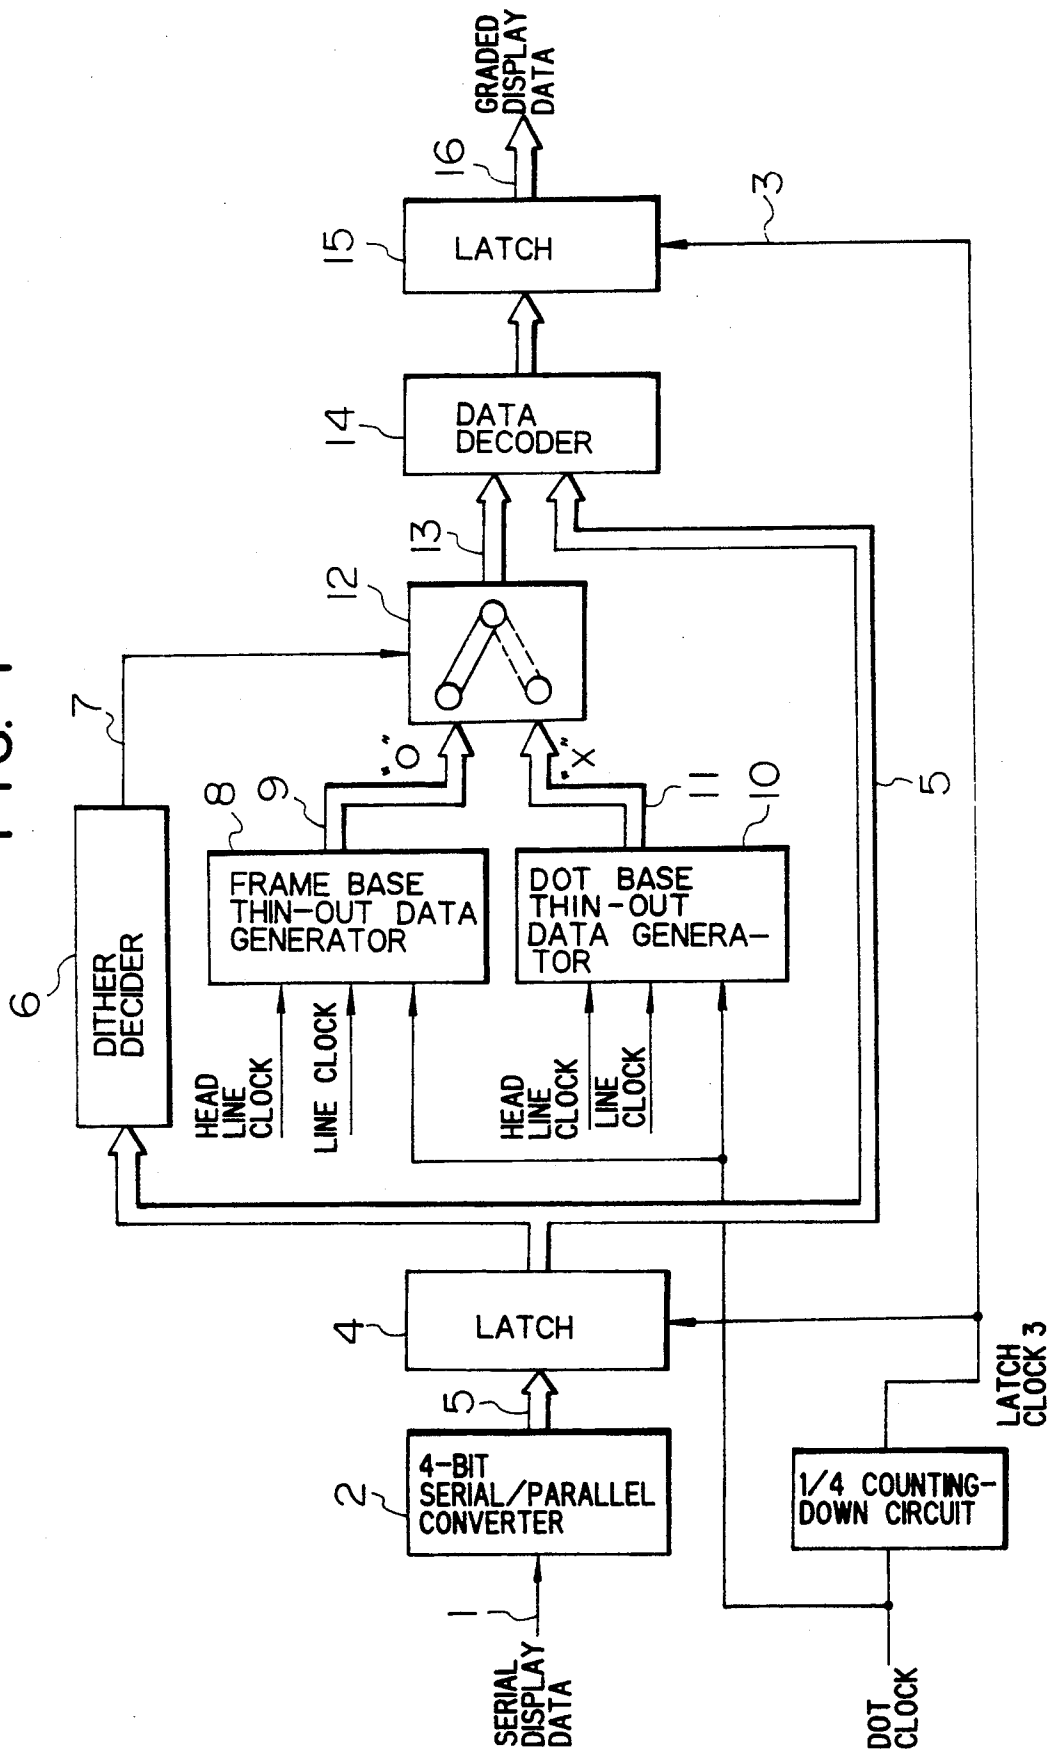 FIG. 1
SERIAL
DISPLAY
DATA
1
2
4-BIT
SERIAL/PARALLEL
CONVERTER
5
4
LATCH
DOT
CLOCK
1/4 COUNTING-
DOWN CIRCUIT
LATCH
CLOCK 3
6
DITHER
DECIDER
7
HEAD
LINE
CLOCK
LINE CLOCK
8
FRAME BASE
THIN-OUT DATA
GENERATOR
9
"O"
HEAD
LINE
CLOCK
LINE
CLOCK
10
DOT BASE
THIN-OUT
DATA GENERA-
TOR
11
"X"
12
13
5
14
DATA
DECODER
15
LATCH
3
16
GRADED
DISPLAY
DATA